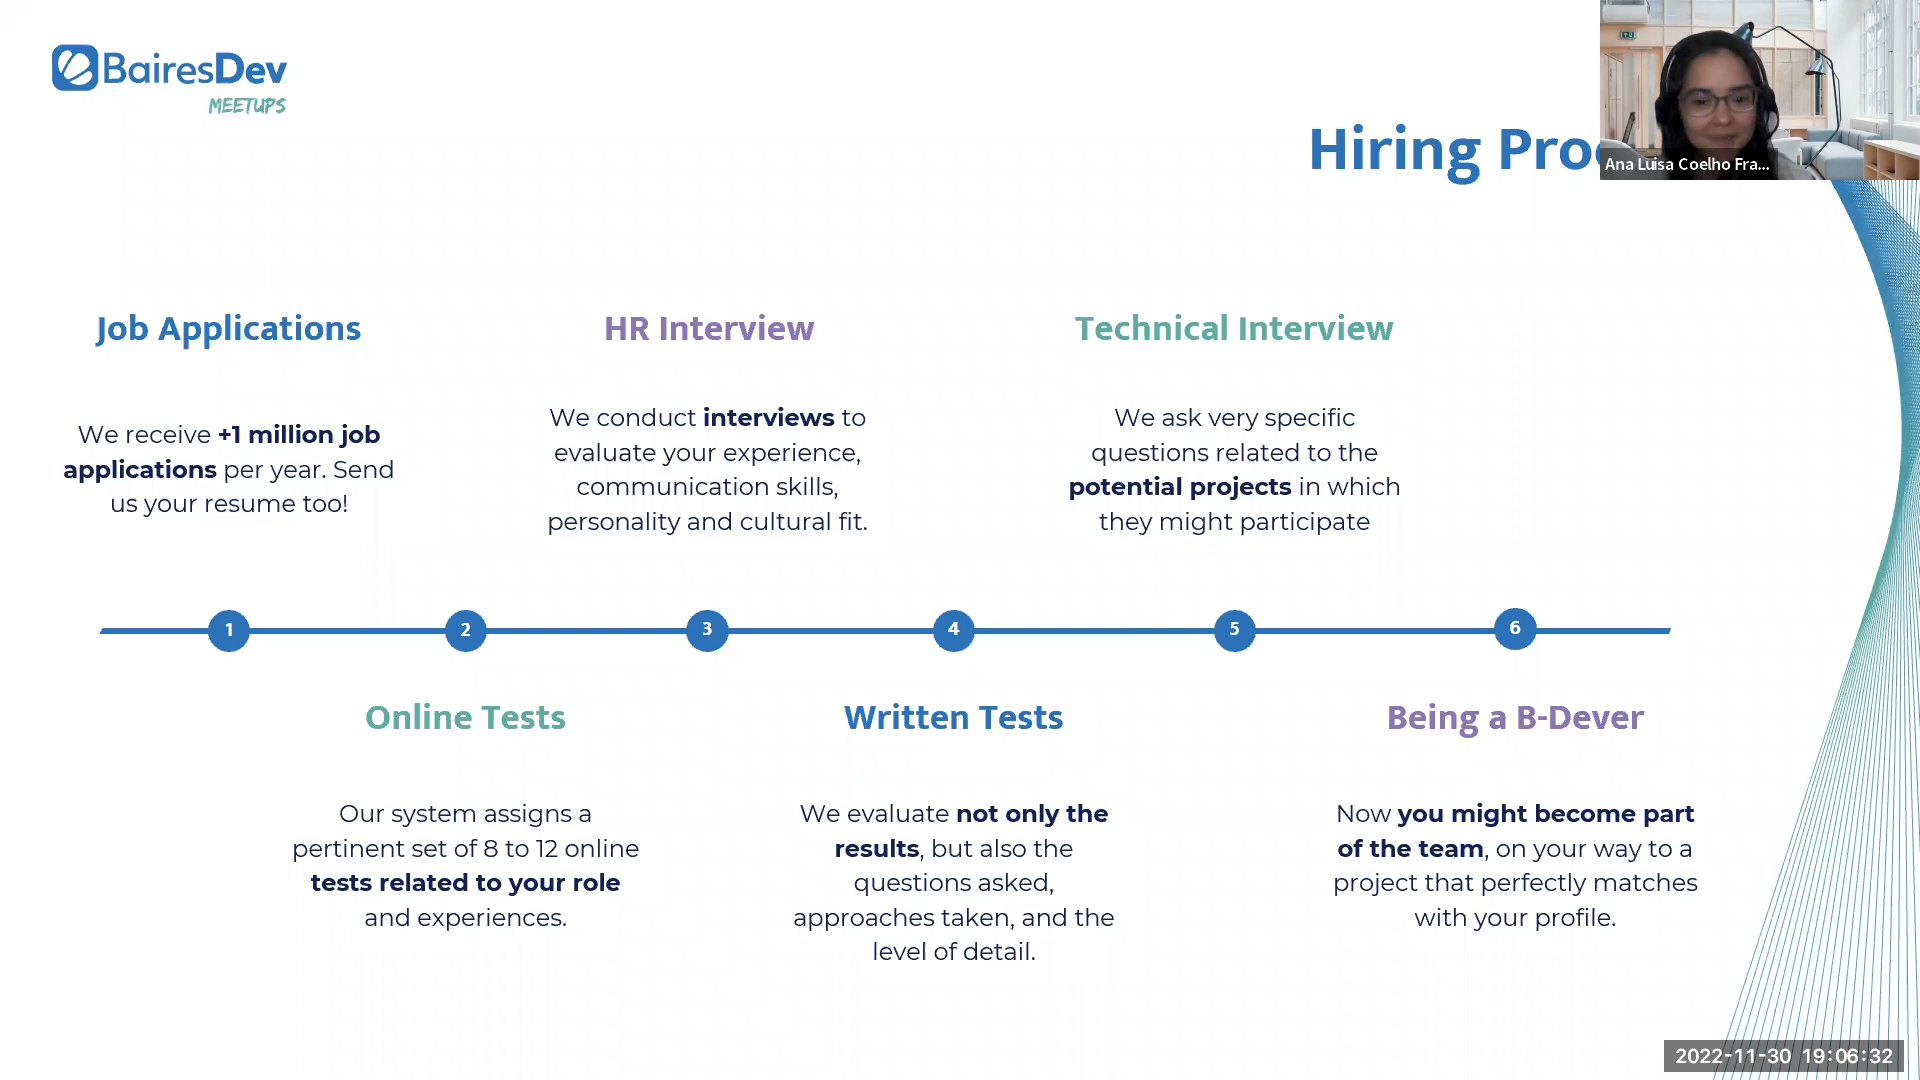 BairesDev
MEETUPS
Hiring Pro
Ana Luisa Coelho Fra...
Job Applications
We receive +1 million job
applications per year. Send
us your resume too!
HR Interview
We conduct interviews to
evaluate your experience,
communication skills,
personality and cultural fit.
Technical Interview
We ask very specific
questions related to the
potential projects in which
they might participate
1
2
3
4
5
6
Online Tests
Our system assigns a
pertinent set of 8 to 12 online
tests related to your role
and experiences.
Written Tests
We evaluate not only the
results, but also the
questions asked,
approaches taken, and the
level of detail.
Being a B-Dever
Now you might become part
of the team, on your way to a
project that perfectly matches
with your profile.
2022-11-30 19:06:32